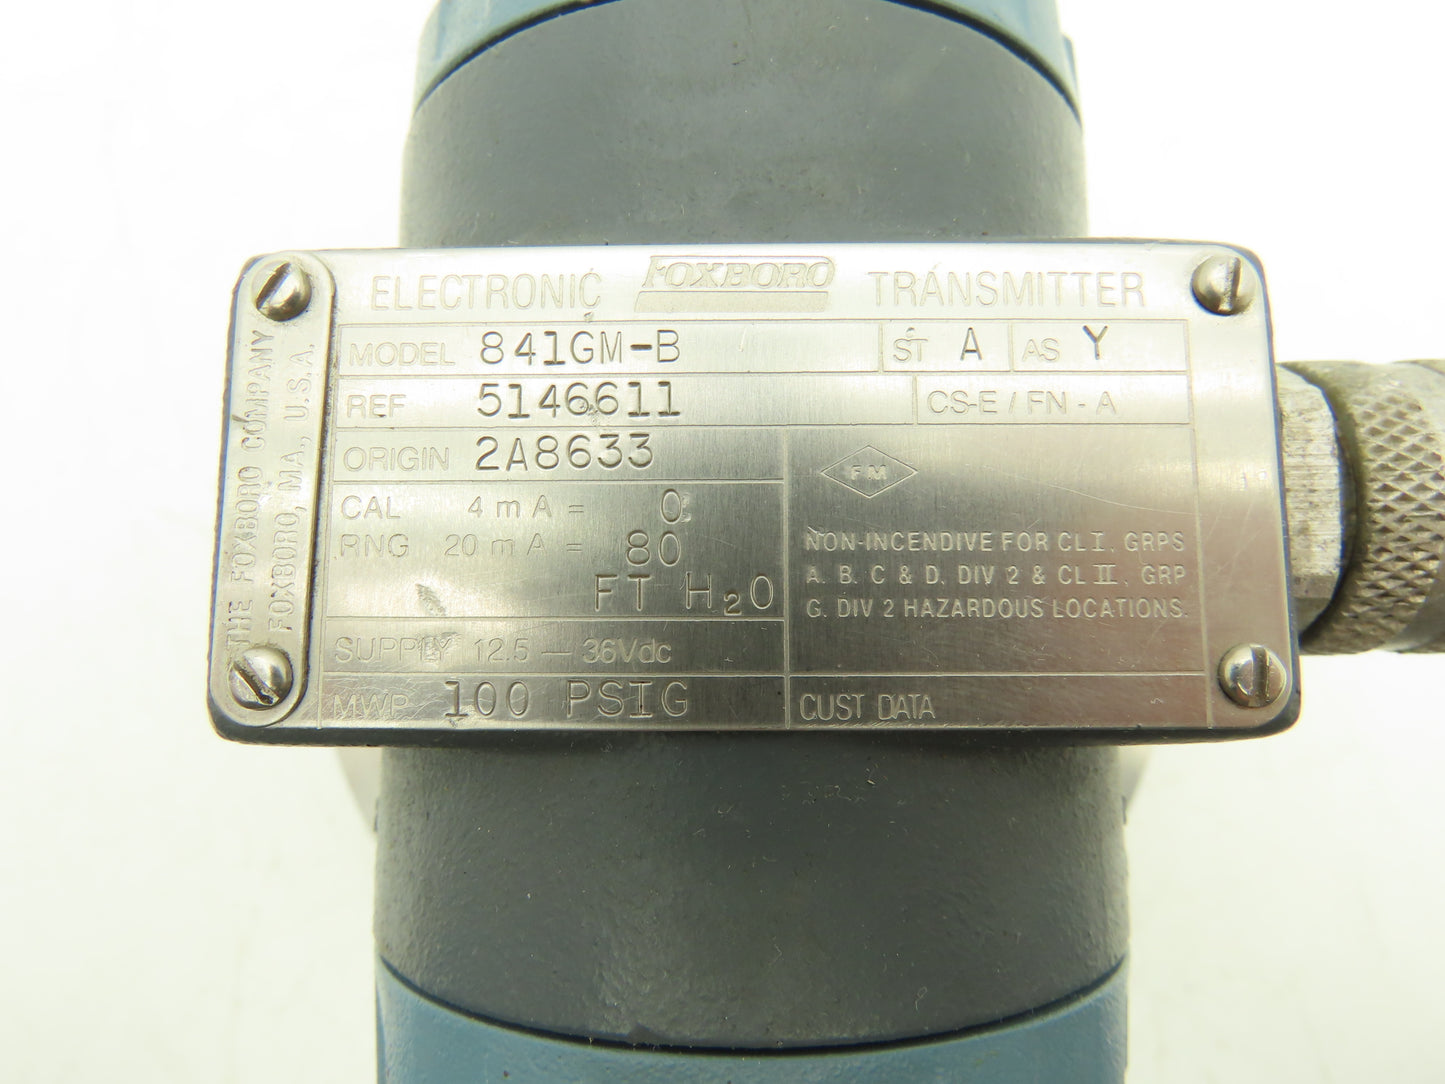 THE FOXBORO COMPANY
FOXBORO, MA., U.S.A.
ELECTRONIC FOXBORO TRANSMITTER
MODEL 841GM-B ST A AS Y
REF 5146611 CS-E / FN - A
ORIGIN 2A8633
CAL 4 mA = 0
RNG 20 mA = 80
FT H₂O
SUPPLY 12.5 — 36Vdc
MWP 100 PSIG
FM
NON-INCENDIVE FOR CL I, GRPS
A, B, C & D, DIV 2 & CL II, GRP
G, DIV 2 HAZARDOUS LOCATIONS.
CUST DATA